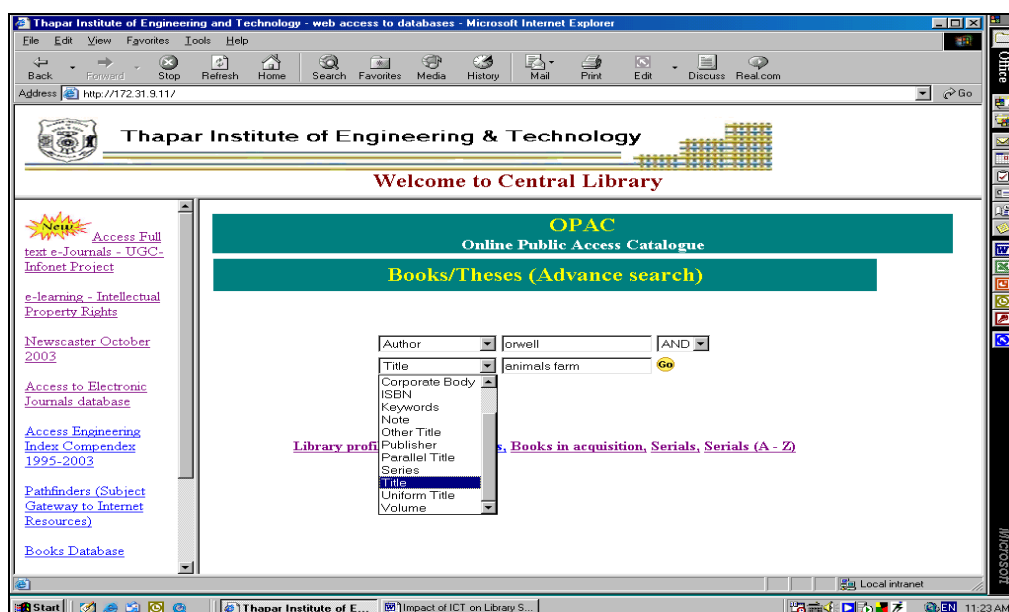 Thapar Institute of Engineering and Technology - web access to databases - Microsoft Internet Explorer
File Edit View Favorites Tools Help
Back Forward Stop Refresh Home Search Favorites Media History Mail Print Edit Discuss Real.com
Address http://172.31.9.11/ Go
Thapar Institute of Engineering & Technology
Welcome to Central Library
New
Access Full
text e-Journals - UGC-
Infonet Project
e-learning - Intellectual
Property Rights
Newscaster October
2003
Access to Electronic
Journals database
Access Engineering
Index Compendex
1995-2003
Pathfinders (Subject
Gateway to Internet
Resources)
Books Database
OPAC
Online Public Access Catalogue
Books/Theses (Advance search)
Author orwell AND
Title animals farm Go
Corporate Body
ISBN
Keywords
Note
Other Title
Publisher
Parallel Title
Series
Title
Uniform Title
Volume
Library profi s, Books in acquisition, Serials, Serials (A - Z)
Local intranet
Start Thapar Institute of E... Impact of ICT on Library S... EN 11:23 AM
Office
Microsoft